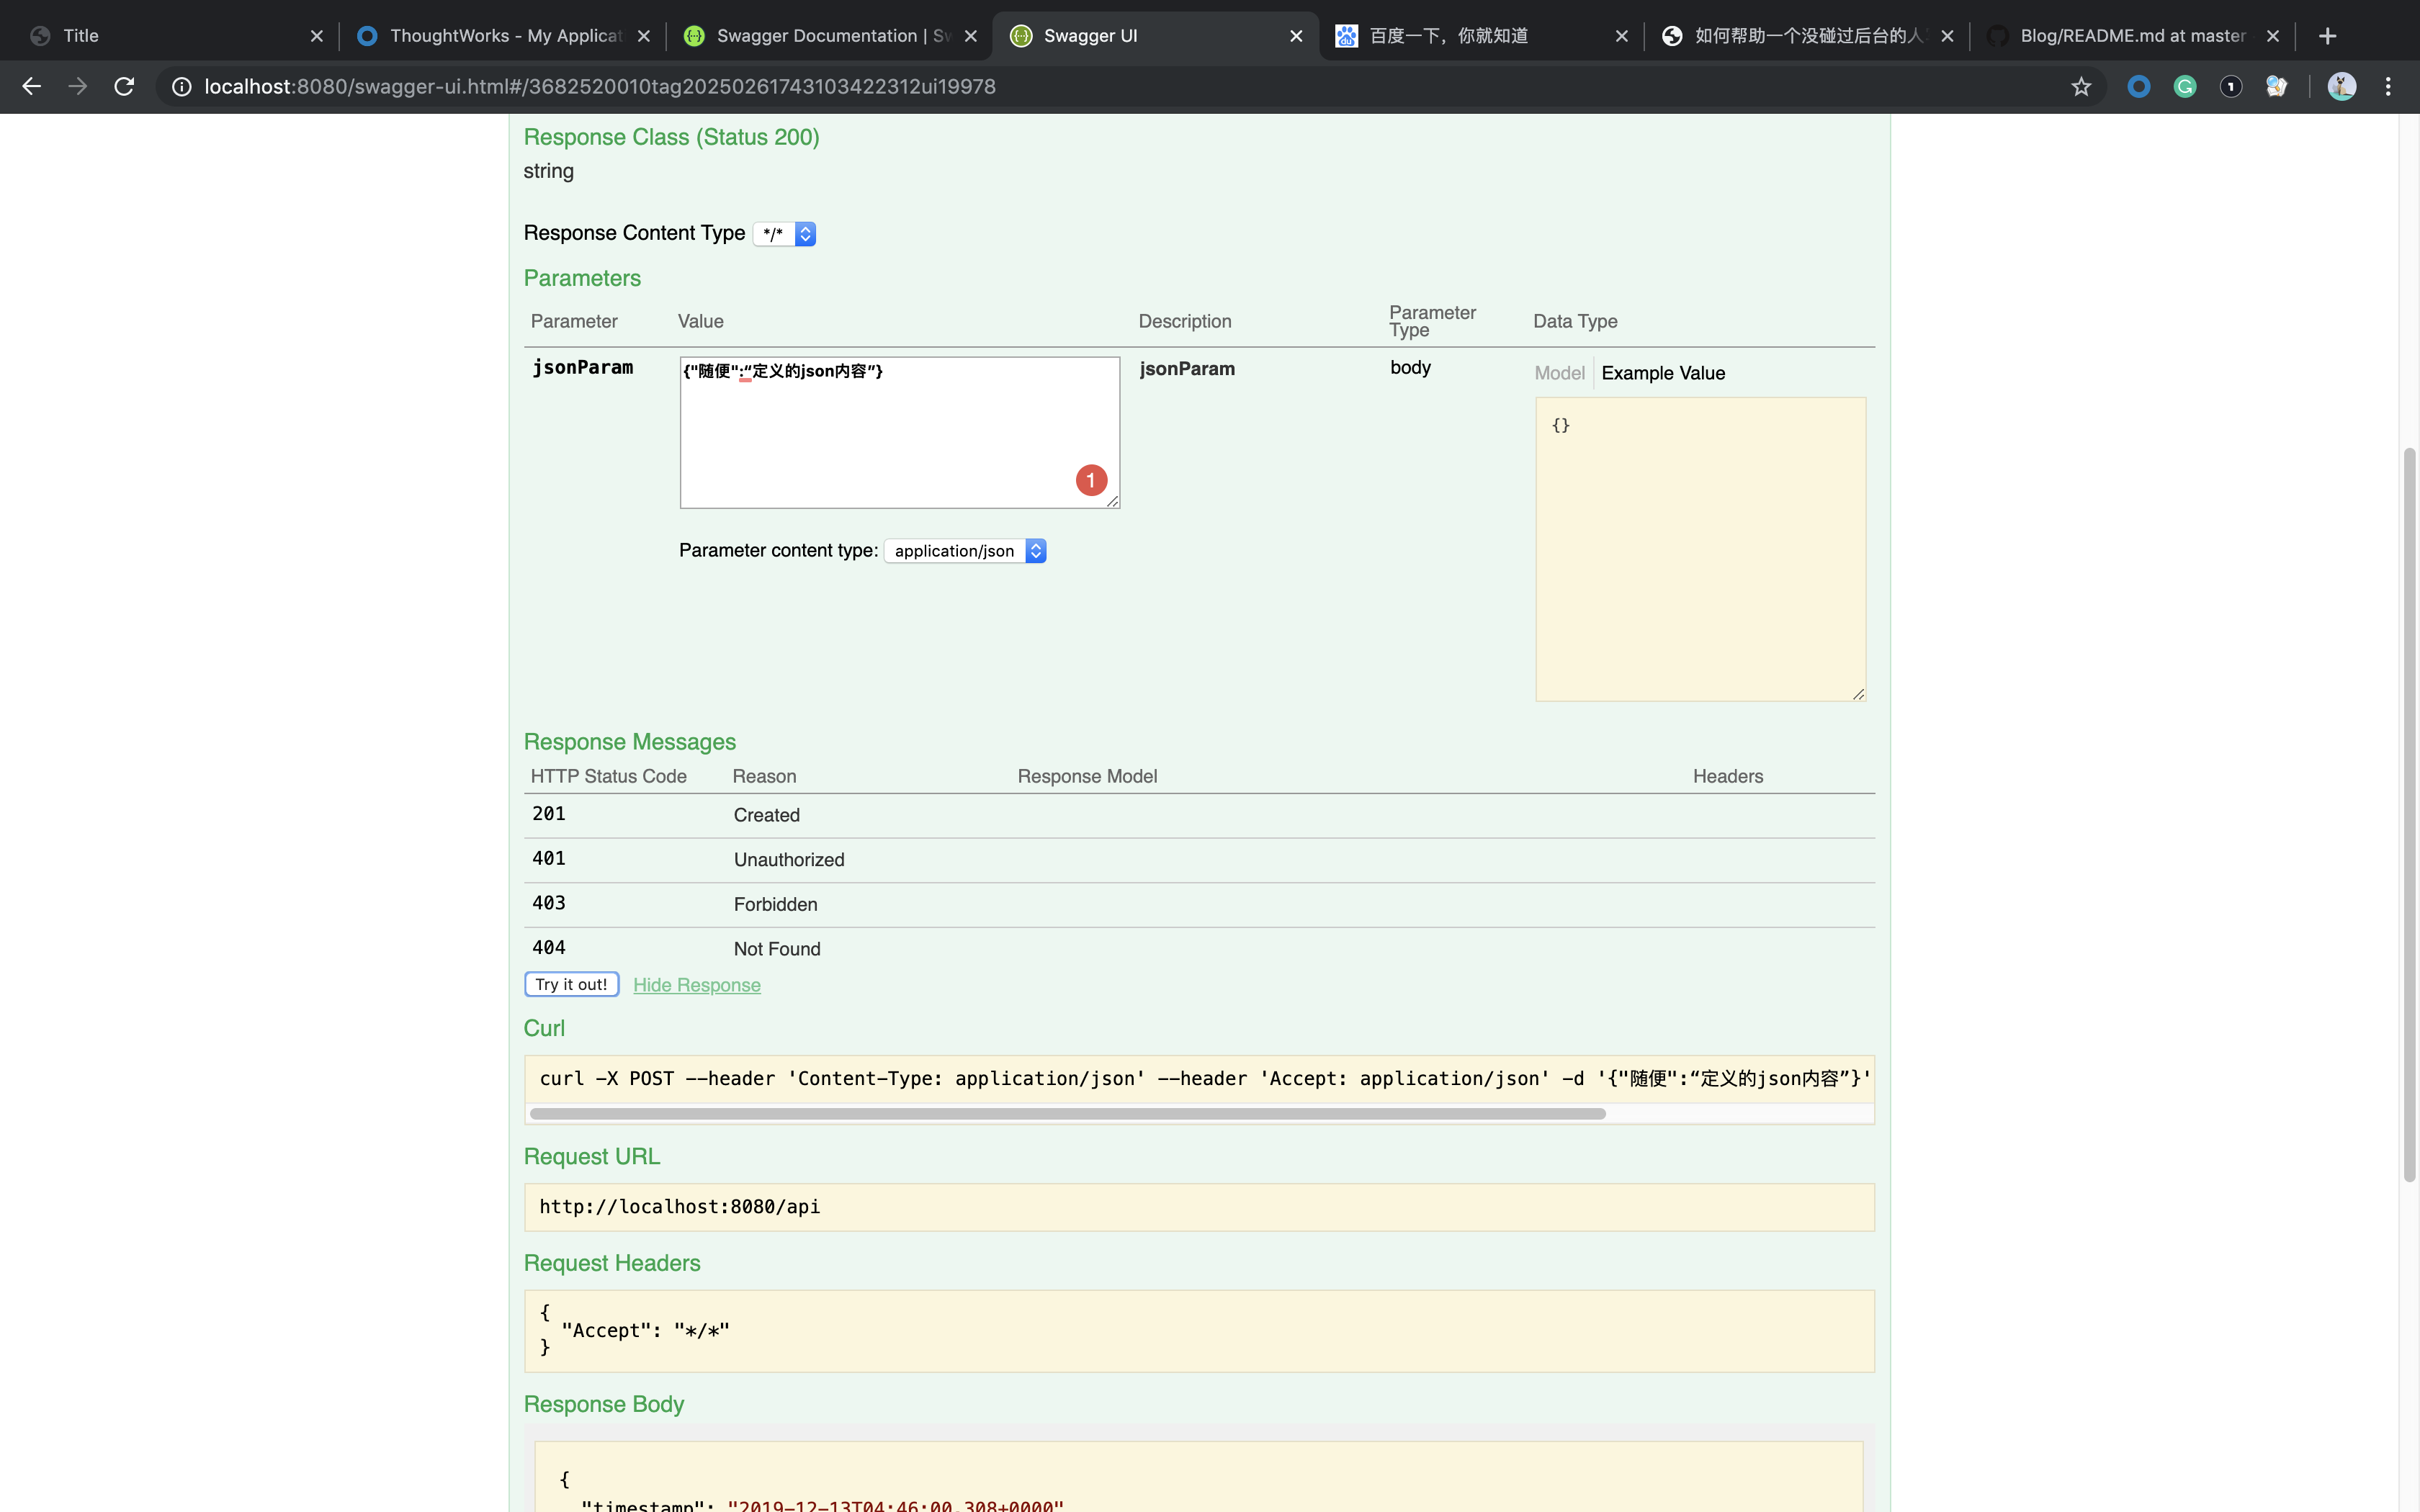 Title
ThoughtWorks - My Applicat
Swagger Documentation | Sw
Swagger UI
百度一下，你就知道
如何帮助一个没碰过后台的人
Blog/README.md at master
localhost:8080/swagger-ui.html#/3682520010tag20250261743103422312ui19978
Response Class (Status 200)
string
Response Content Type */*
Parameters
Parameter Value Description Parameter Type Data Type
jsonParam {"随便":“定义的json内容”} jsonParam body Model Example Value
{}
1
Parameter content type: application/json
Response Messages
HTTP Status Code Reason Response Model Headers
201 Created
401 Unauthorized
403 Forbidden
404 Not Found
Try it out! Hide Response
Curl
curl -X POST --header 'Content-Type: application/json' --header 'Accept: application/json' -d '{"随便":“定义的json内容”}'
Request URL
http://localhost:8080/api
Request Headers
{
"Accept": "*/*"
}
Response Body
{
"timestamp": "2019-12-13T04:46:00.308+0000"